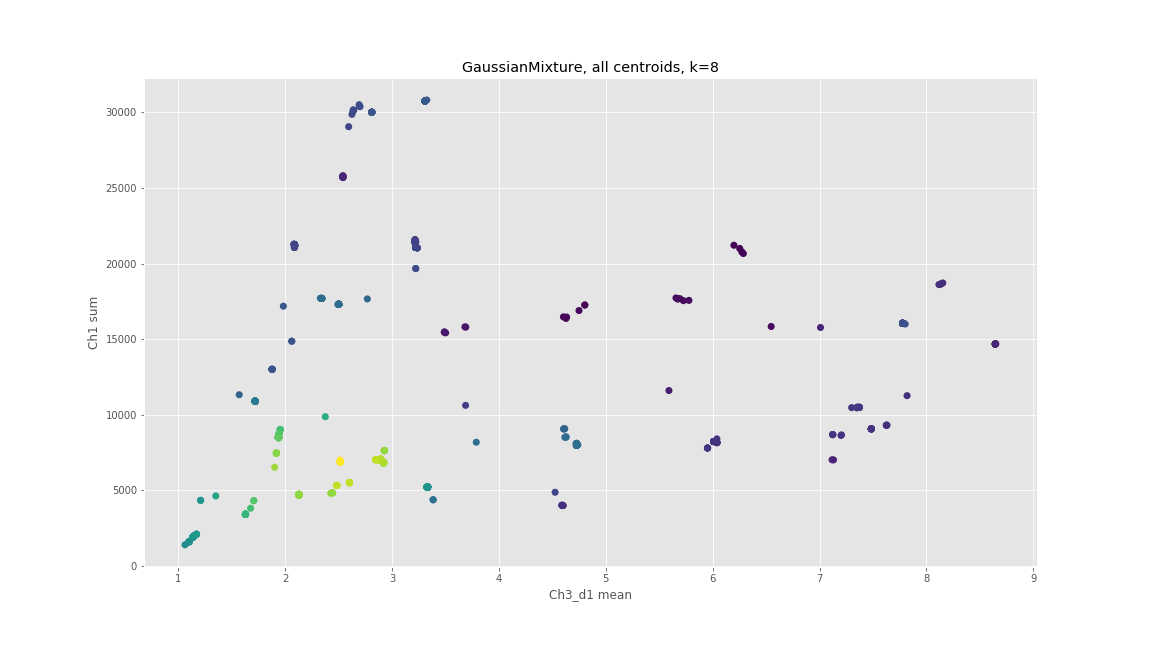 GaussianMixture, all centroids, k=8
30000
25000
20000
15000
10000
5000
0
Ch1 sum
1 2 3 4 5 6 7 8 9
Ch3_d1 mean